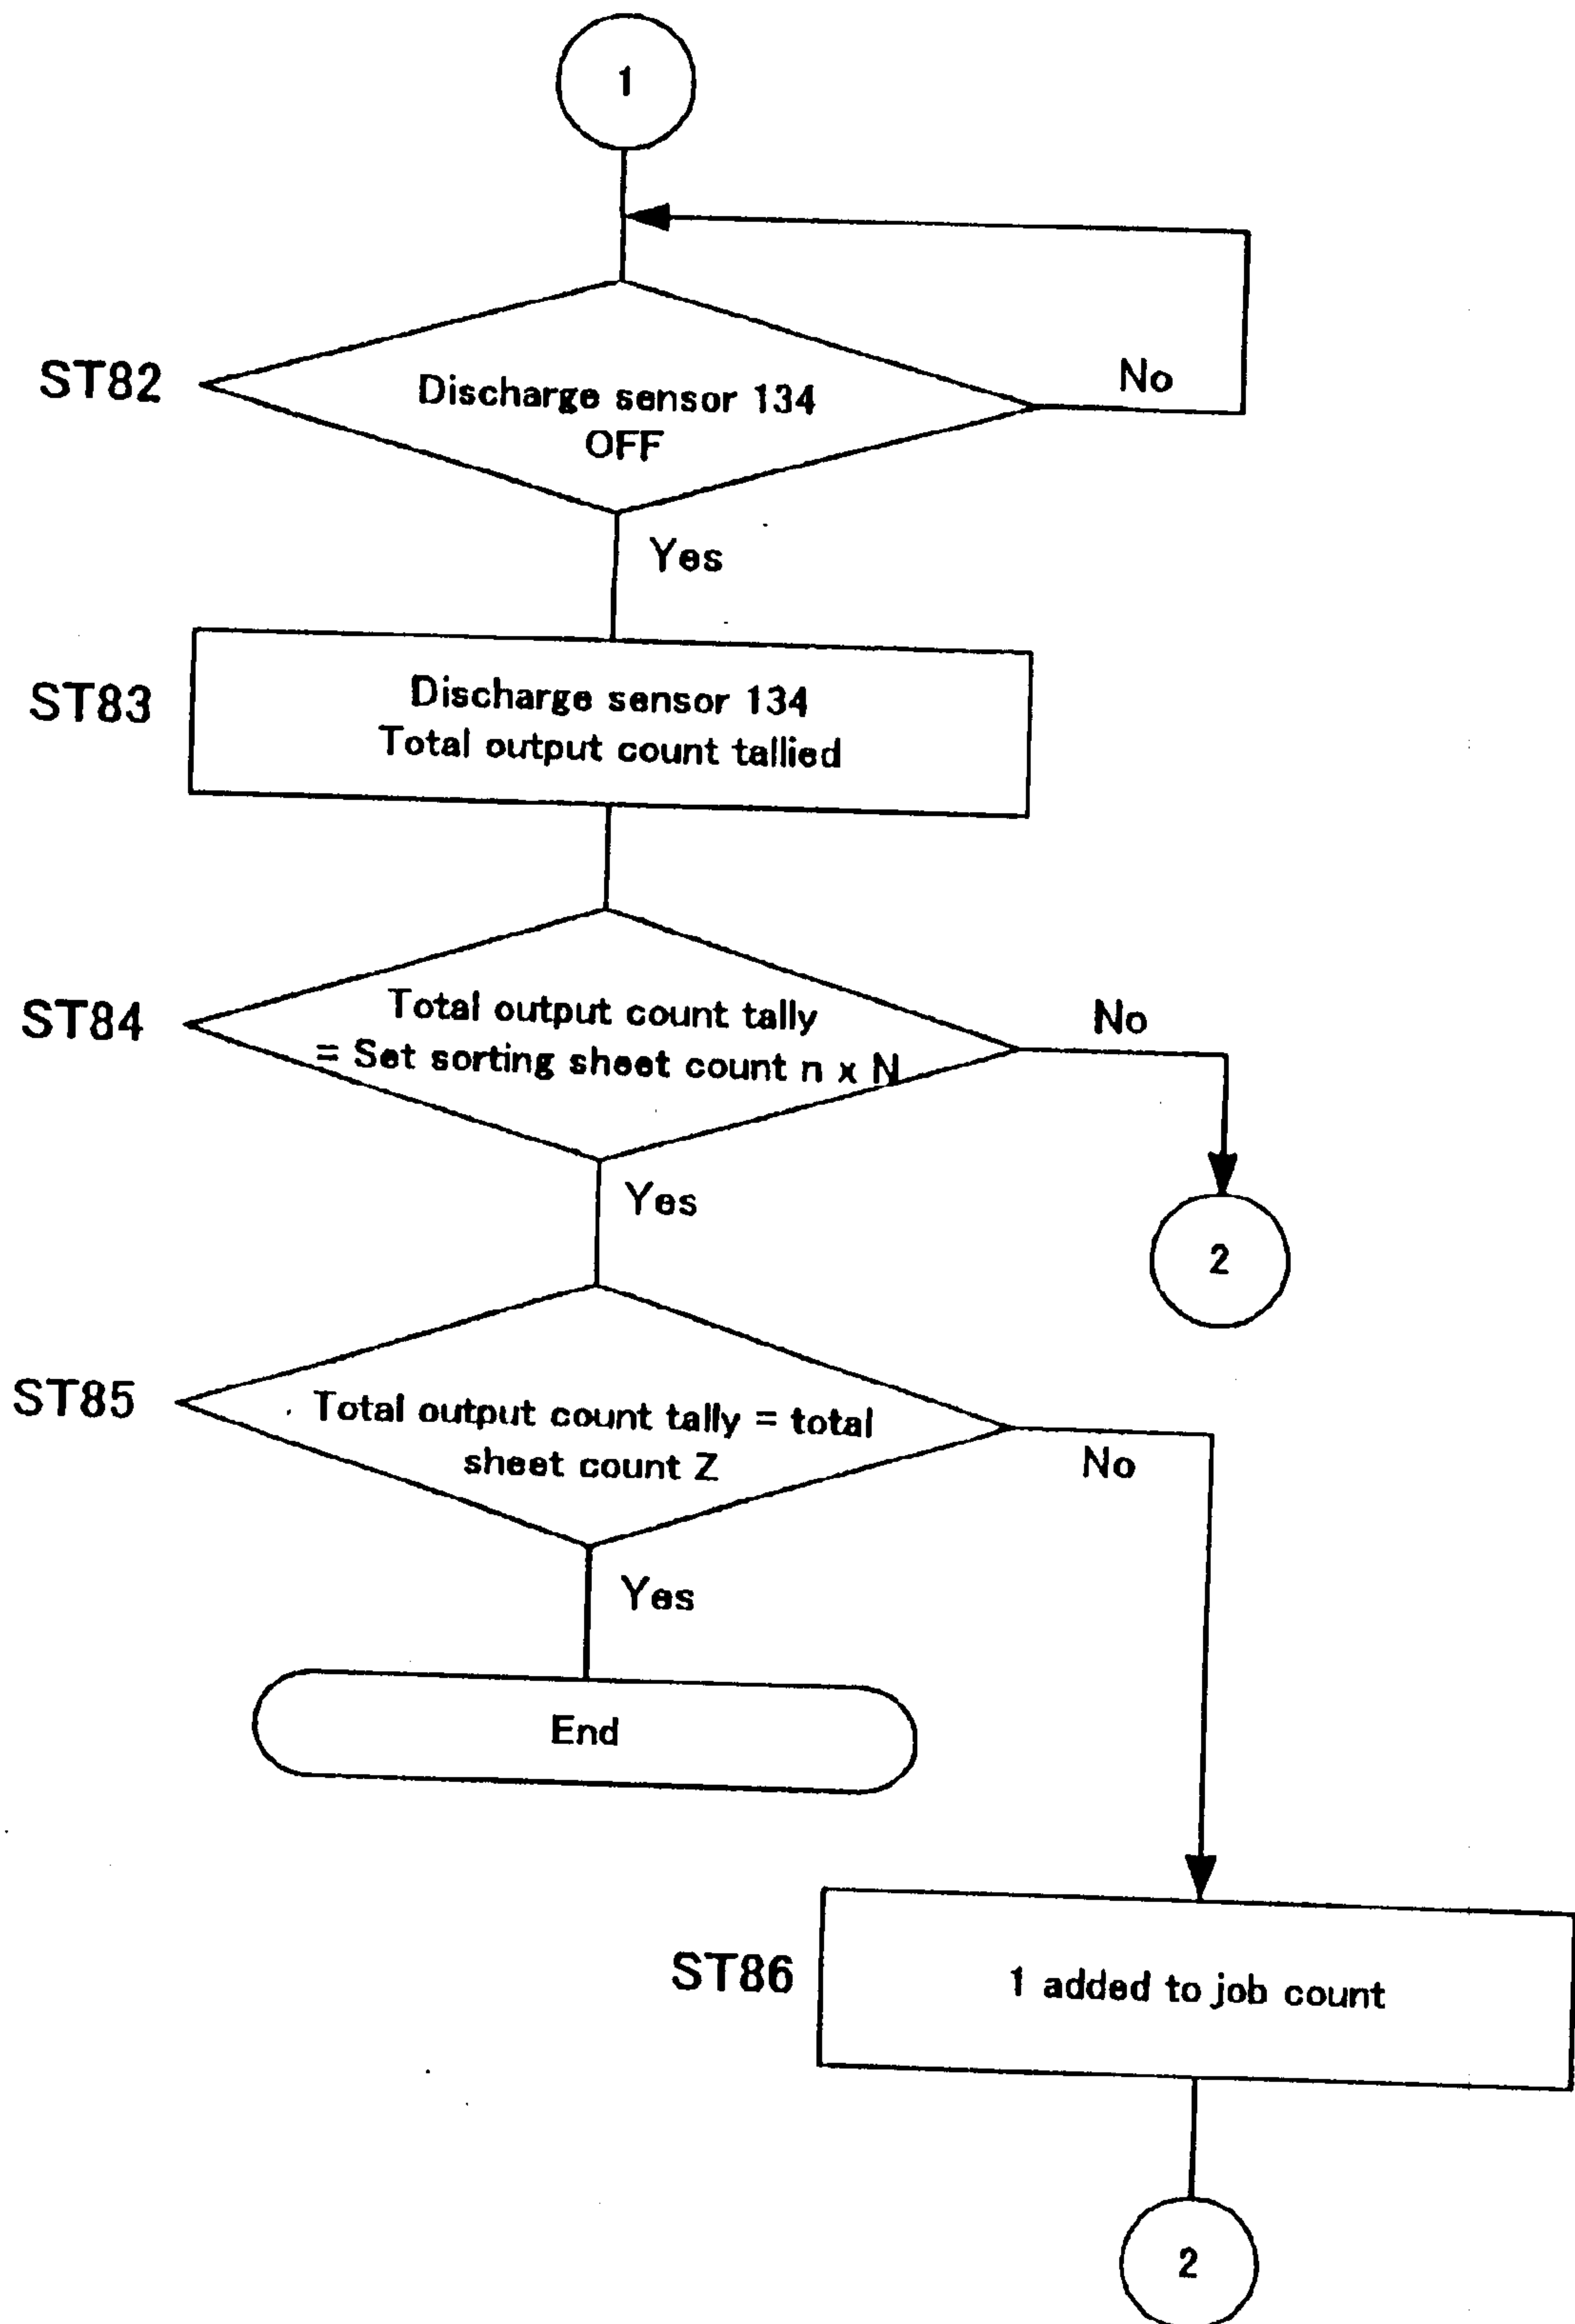 1
No
ST82
Discharge sensor 134
OFF
Yes
ST83
Discharge sensor 134
Total output count tallied
ST84
Total output count tally
= Set sorting sheet count n x N
No
Yes
2
ST85
Total output count tally = total
sheet count Z
No
Yes
End
ST86
1 added to job count
2